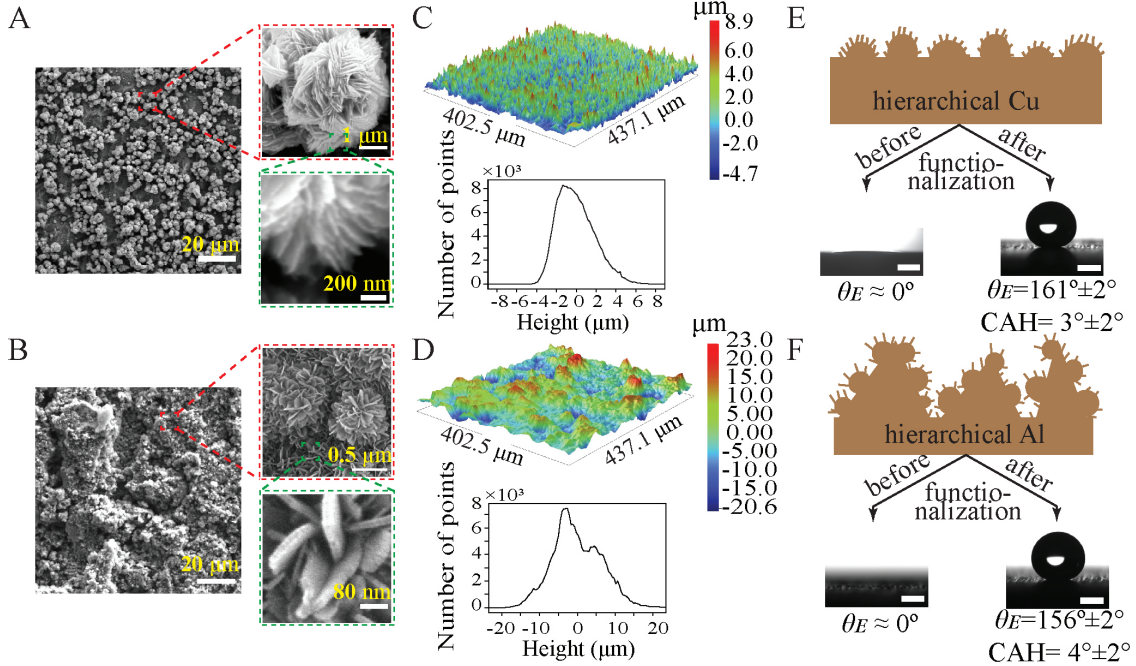 A
20 μm
μm
200 nm
B
20 μm
0.5 μm
80 nm
C
μm
8.9
6.0
4.0
2.0
0.0
-2.0
-4.7
402.5 μm
437.1 μm
×10³
8
6
4
2
0
Number of points
-8 -6 -4 -2 0 2 4 6 8
Height (μm)
D
μm
23.0
20.0
15.0
10.0
5.00
0.00
-5.00
-10.0
-15.0
-20.6
402.5 μm
437.1 μm
×10³
8
6
4
2
0
Number of points
-20 -10 0 10 20
Height (μm)
E
hierarchical Cu
before
after
functio-
nalization
θE ≈ 0º
θE=161º±2°
CAH= 3°±2°
F
hierarchical Al
before
after
functio-
nalization
θE ≈ 0º
θE=156º±2°
CAH= 4°±2°